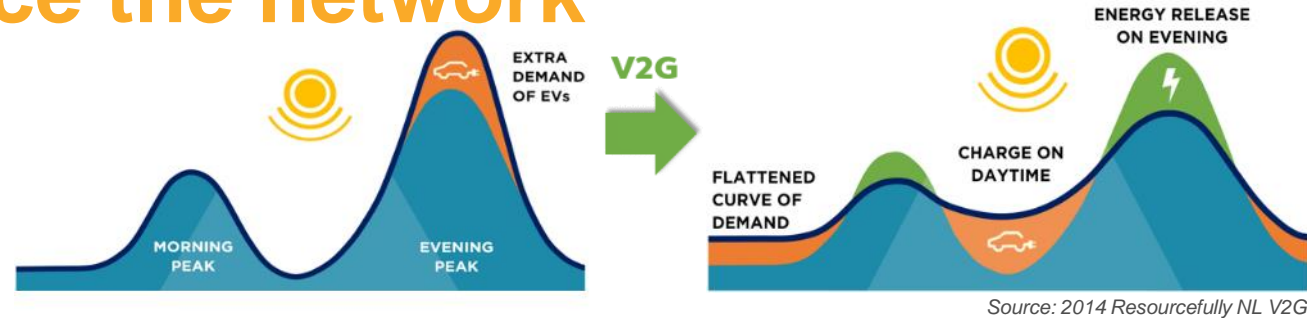 ce the network
EXTRA
DEMAND
OF EVs
MORNING
PEAK
EVENING
PEAK
V2G
ENERGY RELEASE
ON EVENING
CHARGE ON
DAYTIME
FLATTENED
CURVE OF
DEMAND
Source: 2014 Resourcefully NL V2G